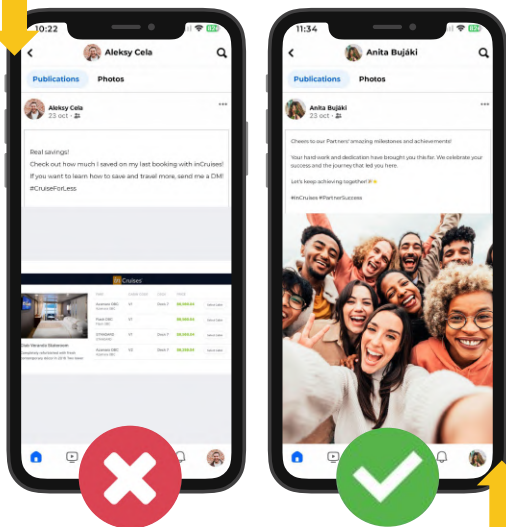 10:22
Aleksy Cela
Publications Photos
Aleksy Cela
23 oct
Real savings!
Check out how much I saved on my last booking with inCruises!
If you want to learn how to save and travel more, send me a DM!
#CruiseForLess
inCruises
11:34
Anita Bujáki
Publications Photos
Anita Bujáki
23 oct
Cheers to our Partners' amazing milestones and achievements!
Your hard work and dedication have brought you this far. We celebrate your
success and the journey that led you here.
Let's keep achieving together!
#inCruises #PartnerSuccess